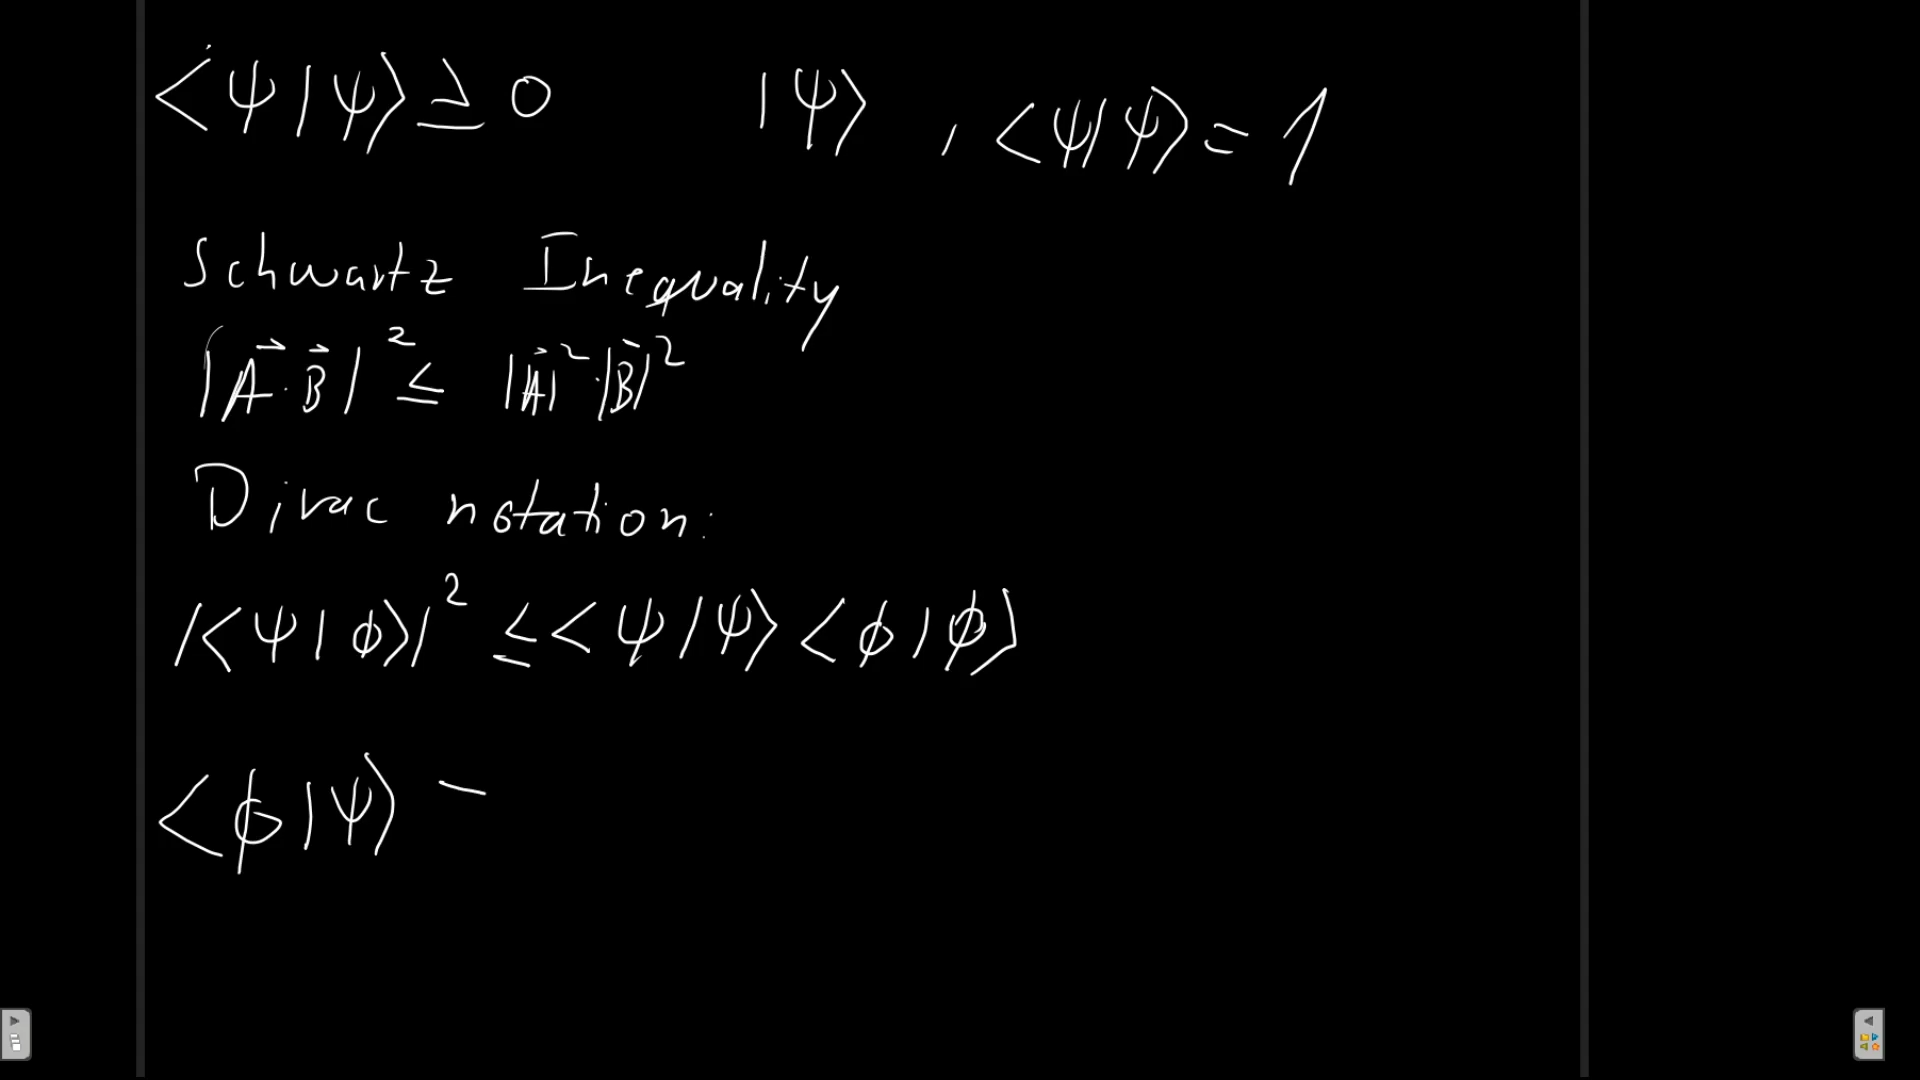 ⟨ψ|ψ⟩ ≥ 0 |ψ⟩ , ⟨ψ|ψ⟩ = 1
Schwartz Inequality
|A⃗·B⃗|² ≤ |A⃗|²·|B⃗|²
Dirac notation:
|⟨ψ|ϕ⟩|² ≤ ⟨ψ|ψ⟩⟨ϕ|ϕ⟩
⟨ϕ|ψ⟩ −